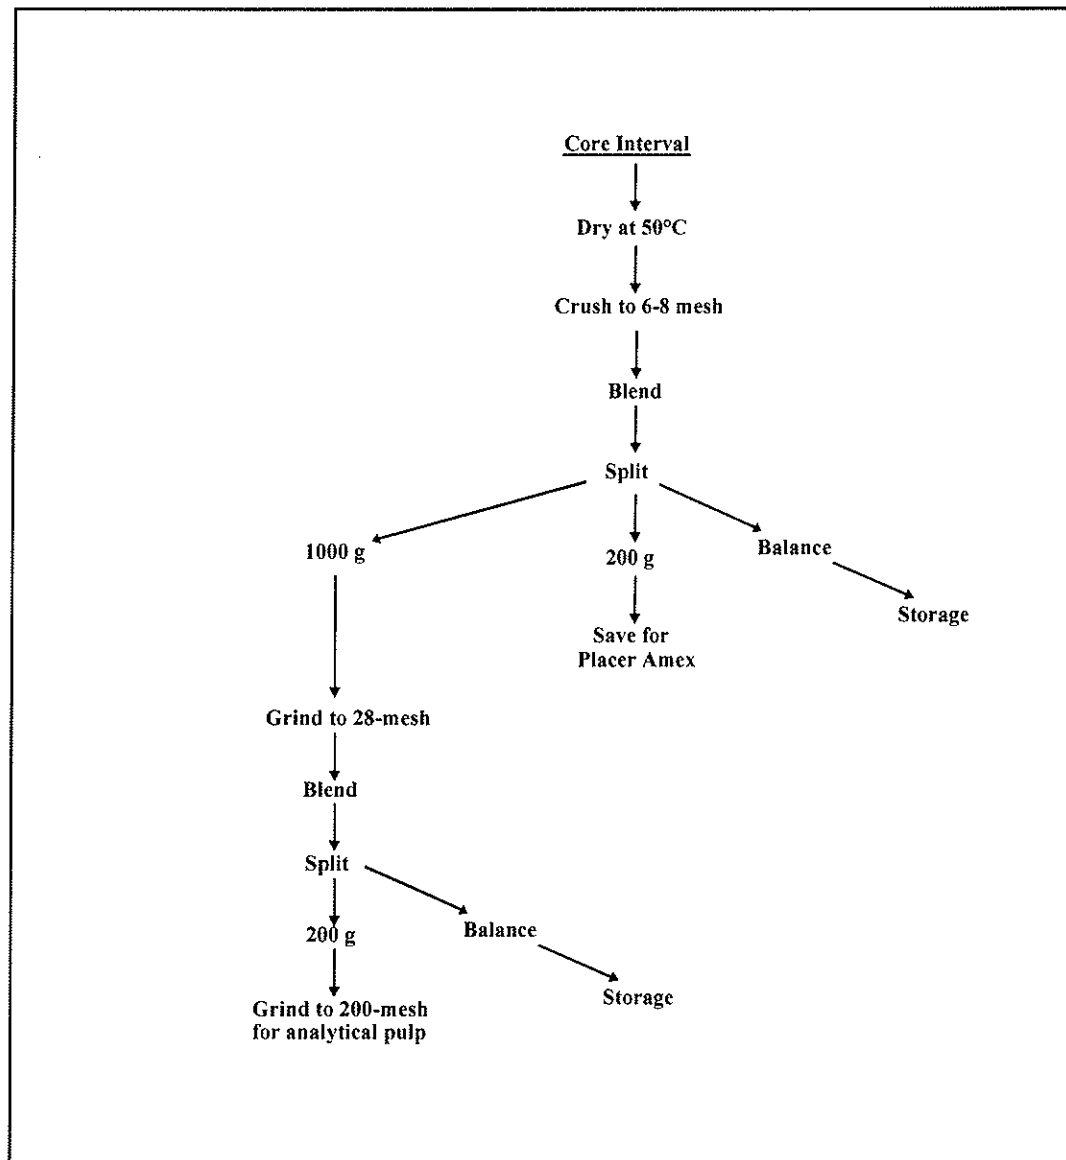 Core Interval
Dry at 50°C
Crush to 6-8 mesh
Blend
Split
1000 g
200 g
Balance
Storage
Save for
Placer Amex
Grind to 28-mesh
Blend
Split
200 g
Balance
Storage
Grind to 200-mesh
for analytical pulp